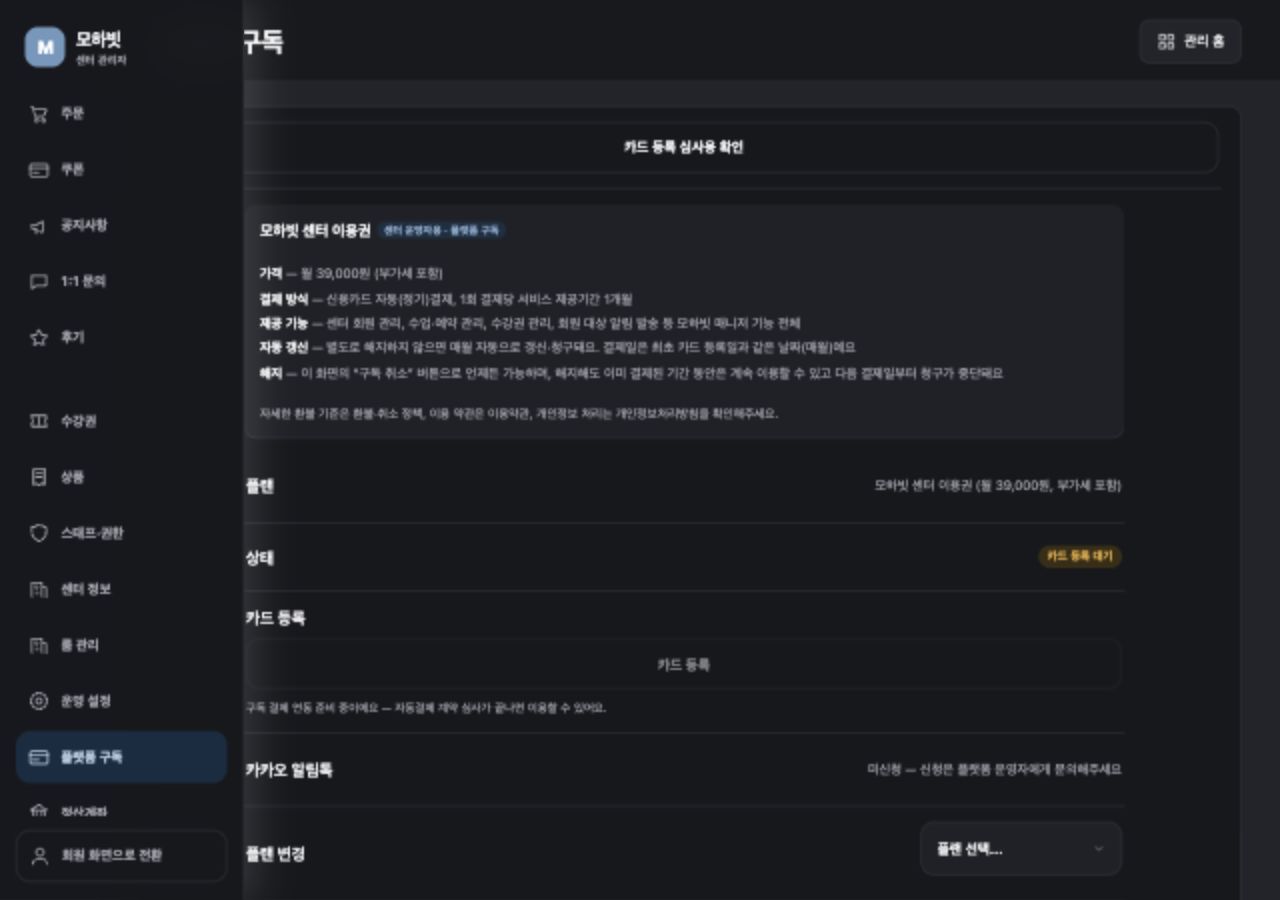 M
모하빗
센터 관리자
주문
쿠폰
공지사항
1:1 문의
후기
수강권
상품
스태프·권한
센터 정보
룸 관리
운영 설정
플랫폼 구독
정산계좌
회원 화면으로 전환
구독
관리 홈
카드 등록 심사용 확인
모하빗 센터 이용권 센터 운영자용 · 플랫폼 구독
가격 — 월 39,000원 (부가세 포함)
결제 방식 — 신용카드 자동(정기)결제, 1회 결제당 서비스 제공기간 1개월
제공 기능 — 센터 회원 관리, 수업·예약 관리, 수강권 관리, 회원 대상 알림 발송 등 모하빗 매니저 기능 전체
자동 갱신 — 별도로 해지하지 않으면 매월 자동으로 갱신·청구돼요. 결제일은 최초 카드 등록일과 같은 날짜(매월)예요
해지 — 이 화면의 "구독 취소" 버튼으로 언제든 가능하며, 해지해도 이미 결제된 기간 동안은 계속 이용할 수 있고 다음 결제일부터 청구가 중단돼요
자세한 환불 기준은 환불·취소 정책, 이용 약관은 이용약관, 개인정보 처리는 개인정보처리방침을 확인해주세요.
플랜
모하빗 센터 이용권 (월 39,000원, 부가세 포함)
상태
카드 등록 대기
카드 등록
카드 등록
구독 결제 연동 준비 중이에요 — 자동결제 계약 심사가 끝나면 이용할 수 있어요.
카카오 알림톡
미신청 — 신청은 플랫폼 운영자에게 문의해주세요
플랜 변경
플랜 선택...